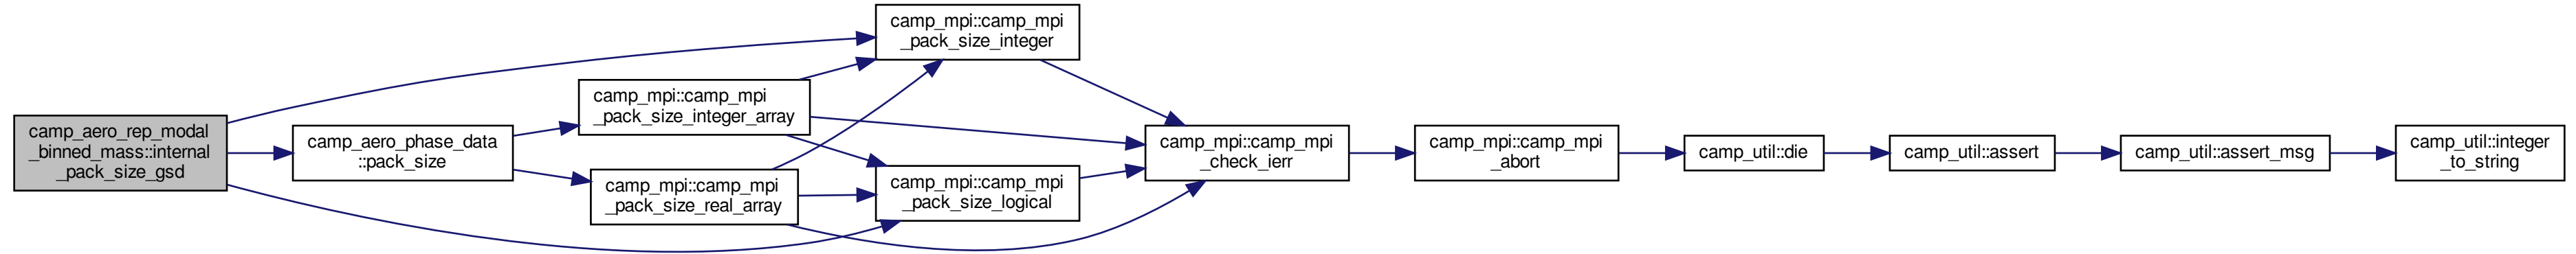 camp_aero_rep_modal
_binned_mass::internal
_pack_size_gsd
camp_aero_phase_data
::pack_size
camp_mpi::camp_mpi
_pack_size_integer_array
camp_mpi::camp_mpi
_pack_size_real_array
camp_mpi::camp_mpi
_pack_size_integer
camp_mpi::camp_mpi
_pack_size_logical
camp_mpi::camp_mpi
_check_ierr
camp_mpi::camp_mpi
_abort
camp_util::die
camp_util::assert
camp_util::assert_msg
camp_util::integer
_to_string